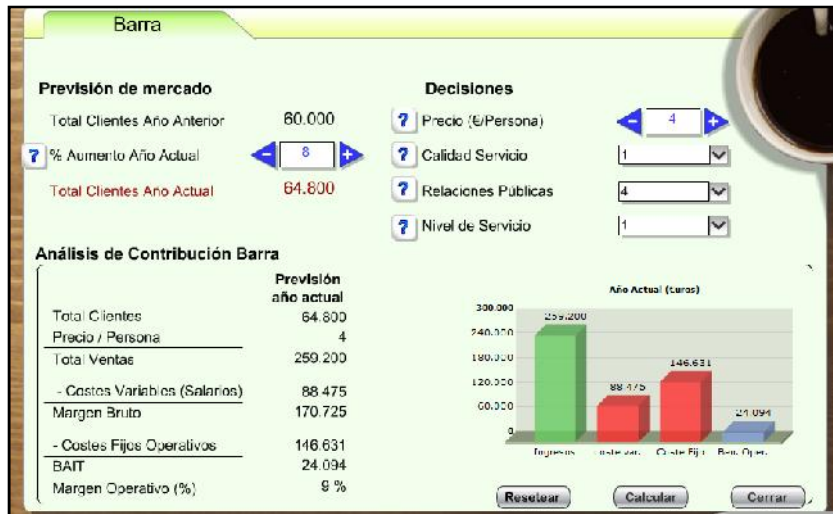 Barra
Previsión de mercado
Total Clientes Año Anterior 60.000
? % Aumento Año Actual - 8 +
Total Clientes Ano Actual 64.800
Decisiones
? Precio (€/Persona) - 4 +
? Calidad Servicio 1
? Relaciones Públicas 4
? Nivel de Servicio 1
Análisis de Contribución Barra
Previsión
año actual
Total Clientes 64.800
Precio / Persona 4
Total Ventas 259.200
- Costes Variables (Salarios) 88.475
Margen Bruto 170.725
- Costes Fijos Operativos 146.631
BAIT 24.094
Margen Operativo (%) 9 %
Año Actual (Euros)
300.000
240.000
180.000
120.000
60.000
0
259.200
88.475
146.631
24.094
Ingresos Coste Var. Coste Fijo Ben. Oper.
Resetear Calcular Cerrar